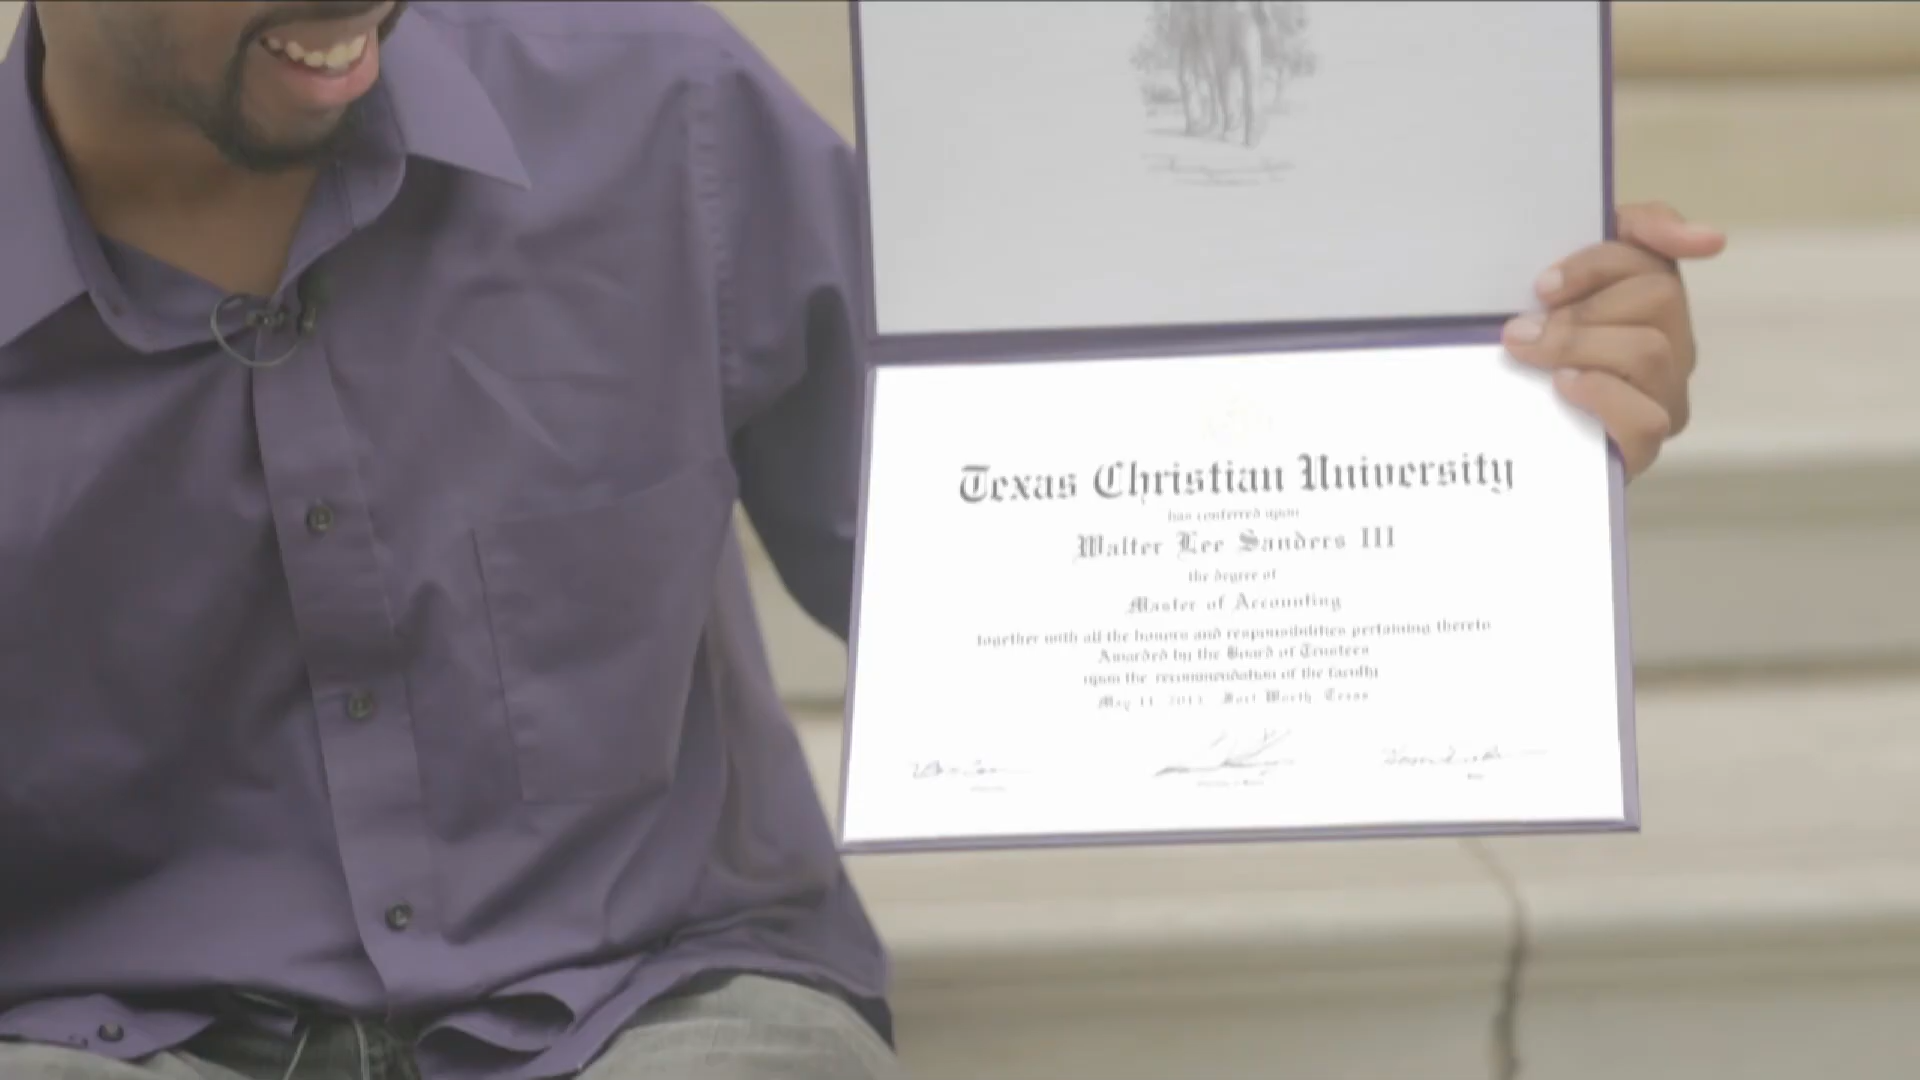 Texas Christian University
has conferred upon
Walter Lee Sanders III
the degree of
Master of Accounting
together with all the honors and responsibilities pertaining thereto
Awarded by the Board of Trustees
upon the recommendation of the faculty
May 11, Fort Worth, Texas